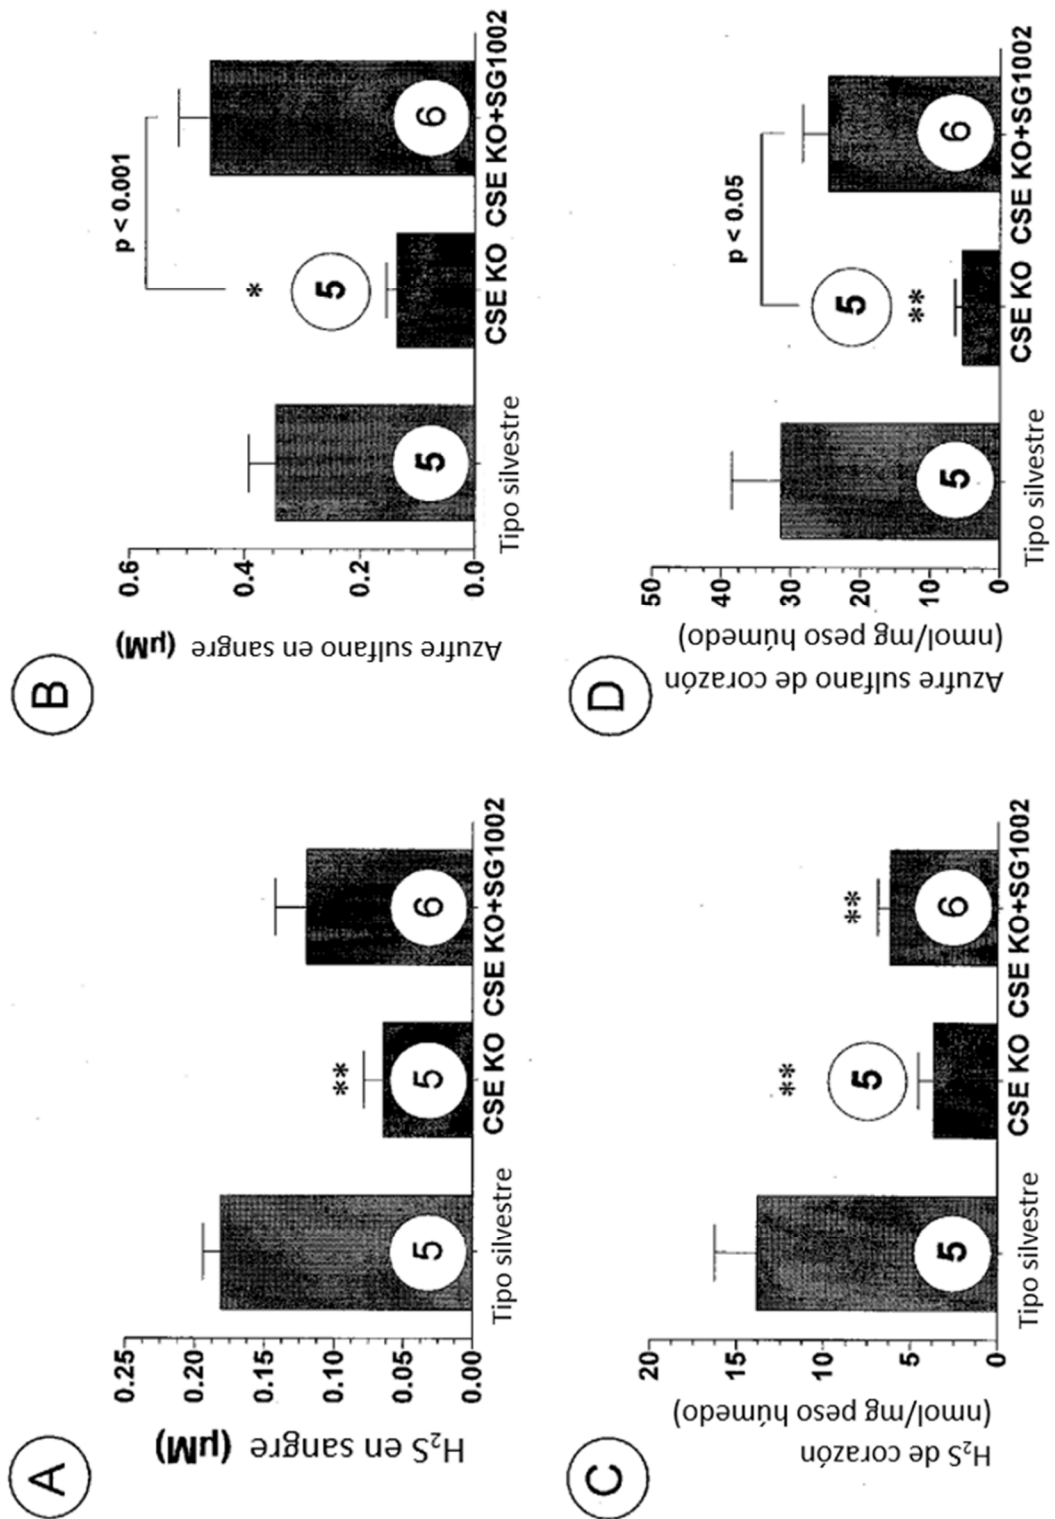 A
H₂S en sangre (μM)
0.25
0.20
0.15
0.10
0.05
0.00
5
**
5
6
Tipo silvestre
CSE KO
CSE KO+SG1002
B
Azufre sulfano en sangre (μM)
0.6
0.4
0.2
0.0
p < 0.001
*
5
5
6
Tipo silvestre
CSE KO
CSE KO+SG1002
C
H₂S de corazón
(nmol/mg peso húmedo)
20
15
10
5
0
**
**
5
5
6
Tipo silvestre
CSE KO
CSE KO+SG1002
D
Azufre sulfano de corazón
(nmol/mg peso húmedo)
50
40
30
20
10
0
p < 0.05
5
**
5
6
Tipo silvestre
CSE KO
CSE KO+SG1002